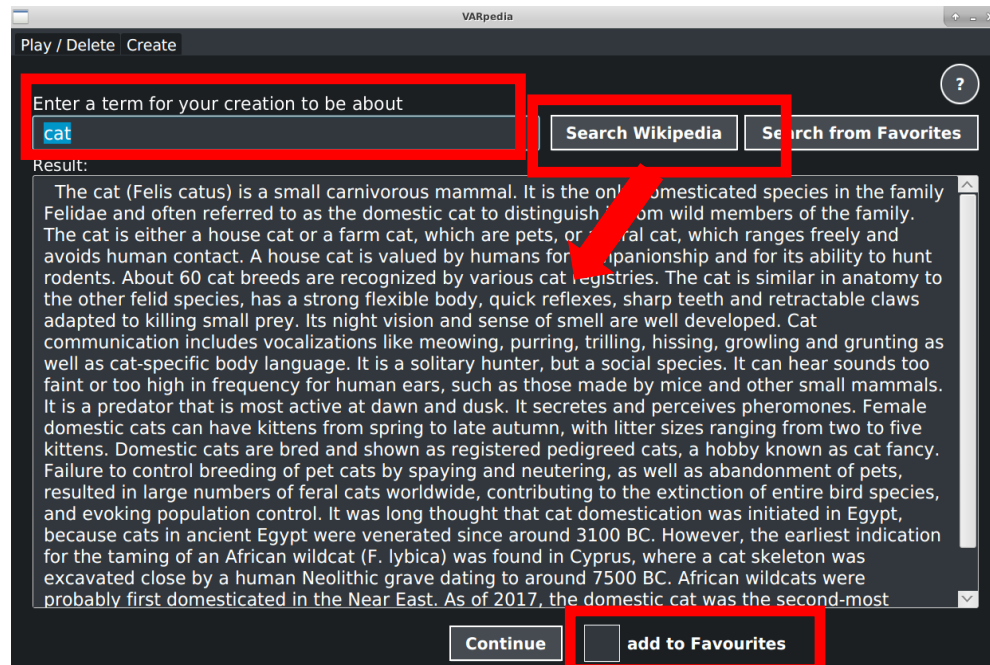 VARpedia
Play / Delete Create
?
Enter a term for your creation to be about
cat
Search Wikipedia
Search from Favorites
Result:
The cat (Felis catus) is a small carnivorous mammal. It is the only domesticated species in the family
Felidae and often referred to as the domestic cat to distinguish it from wild members of the family.
The cat is either a house cat or a farm cat, which are pets, or a feral cat, which ranges freely and
avoids human contact. A house cat is valued by humans for companionship and for its ability to hunt
rodents. About 60 cat breeds are recognized by various cat registries. The cat is similar in anatomy to
the other felid species, has a strong flexible body, quick reflexes, sharp teeth and retractable claws
adapted to killing small prey. Its night vision and sense of smell are well developed. Cat
communication includes vocalizations like meowing, purring, trilling, hissing, growling and grunting as
well as cat-specific body language. It is a solitary hunter, but a social species. It can hear sounds too
faint or too high in frequency for human ears, such as those made by mice and other small mammals.
It is a predator that is most active at dawn and dusk. It secretes and perceives pheromones. Female
domestic cats can have kittens from spring to late autumn, with litter sizes ranging from two to five
kittens. Domestic cats are bred and shown as registered pedigreed cats, a hobby known as cat fancy.
Failure to control breeding of pet cats by spaying and neutering, as well as abandonment of pets,
resulted in large numbers of feral cats worldwide, contributing to the extinction of entire bird species,
and evoking population control. It was long thought that cat domestication was initiated in Egypt,
because cats in ancient Egypt were venerated since around 3100 BC. However, the earliest indication
for the taming of an African wildcat (F. lybica) was found in Cyprus, where a cat skeleton was
excavated close by a human Neolithic grave dating to around 7500 BC. African wildcats were
probably first domesticated in the Near East. As of 2017, the domestic cat was the second-most
Continue
add to Favourites